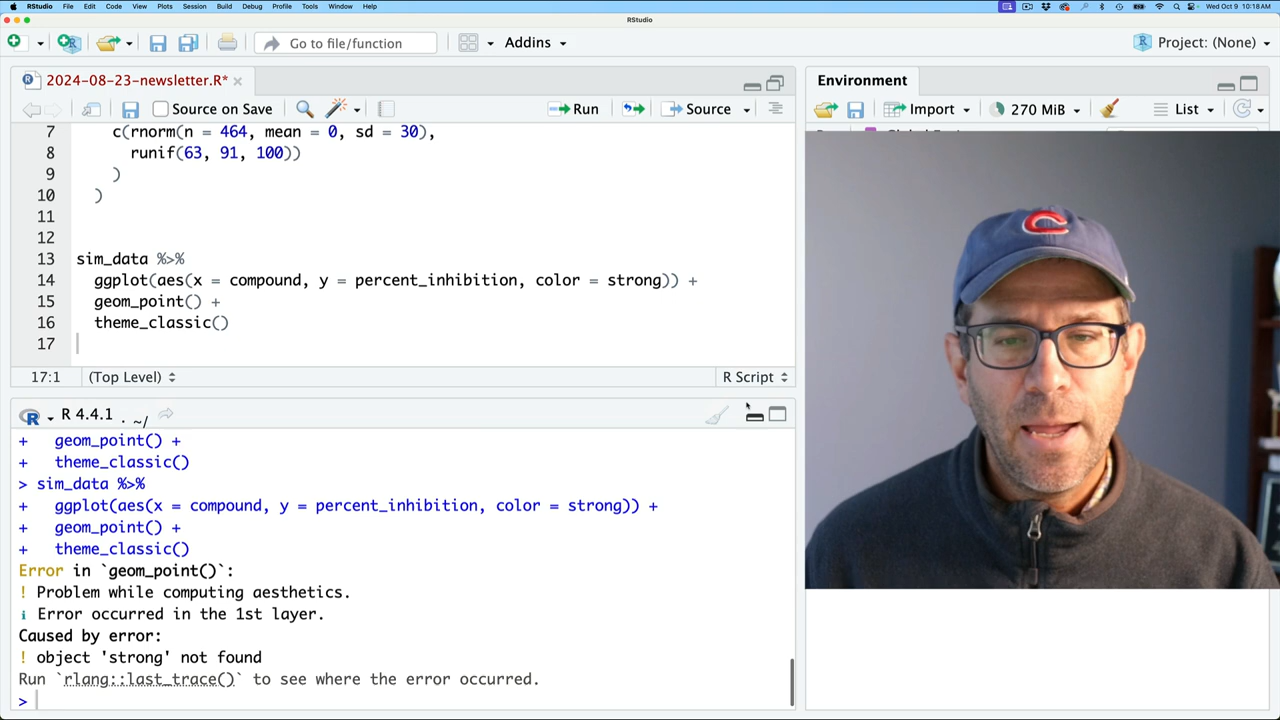 RStudio File Edit Code View Plots Session Build Debug Profile Tools Window Help Wed Oct 9 10:18 AM
RStudio
Go to file/function Addins Project: (None)
2024-08-23-newsletter.R*
Source on Save Run Source
7 c(rnorm(n = 464, mean = 0, sd = 30),
8 runif(63, 91, 100))
9 )
10 )
11
12
13 sim_data %>%
14 ggplot(aes(x = compound, y = percent_inhibition, color = strong)) +
15 geom_point() +
16 theme_classic()
17
17:1 (Top Level) R Script
R R 4.4.1 . ~/
+ geom_point() +
+ theme_classic()
> sim_data %>%
+ ggplot(aes(x = compound, y = percent_inhibition, color = strong)) +
+ geom_point() +
+ theme_classic()
Error in `geom_point()`:
! Problem while computing aesthetics.
i Error occurred in the 1st layer.
Caused by error:
! object 'strong' not found
Run `rlang::last_trace()` to see where the error occurred.
>
Environment
Import 270 MiB List
C